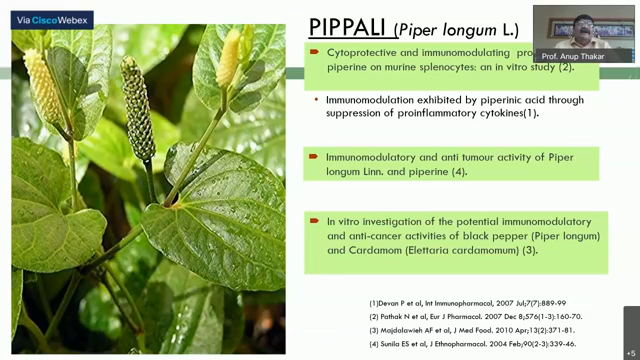 Via Cisco Webex
PIPPALI (Piper longum L.)
Prof. Anup Thakar
Cytoprotective and immunomodulating
piperine on murine splenocytes: an in vitro study (2).
Immunomodulation exhibited by piperinic acid through
suppression of proinflammatory cytokines(1).
Immunomodulatory and anti tumour activity of Piper
longum Linn. and piperine (4).
In vitro investigation of the potential immunomodulatory
and anti-cancer activities of black pepper (Piper longum)
and Cardamom (Elettaria cardamomum) (3).
(1)Devan P et al, Int Immunopharmacol, 2007 Jul;7(7):889-99
(2) Pathak N et al, Eur J Pharmacol. 2007 Dec 8;576(1-3):160-70.
(3) Majdalawieh AF et al, J Med Food. 2010 Apr;13(2):371-81.
(4) Sunila ES et al, J Ethnopharmacol. 2004 Feb;90(2-3):339-46.
+5